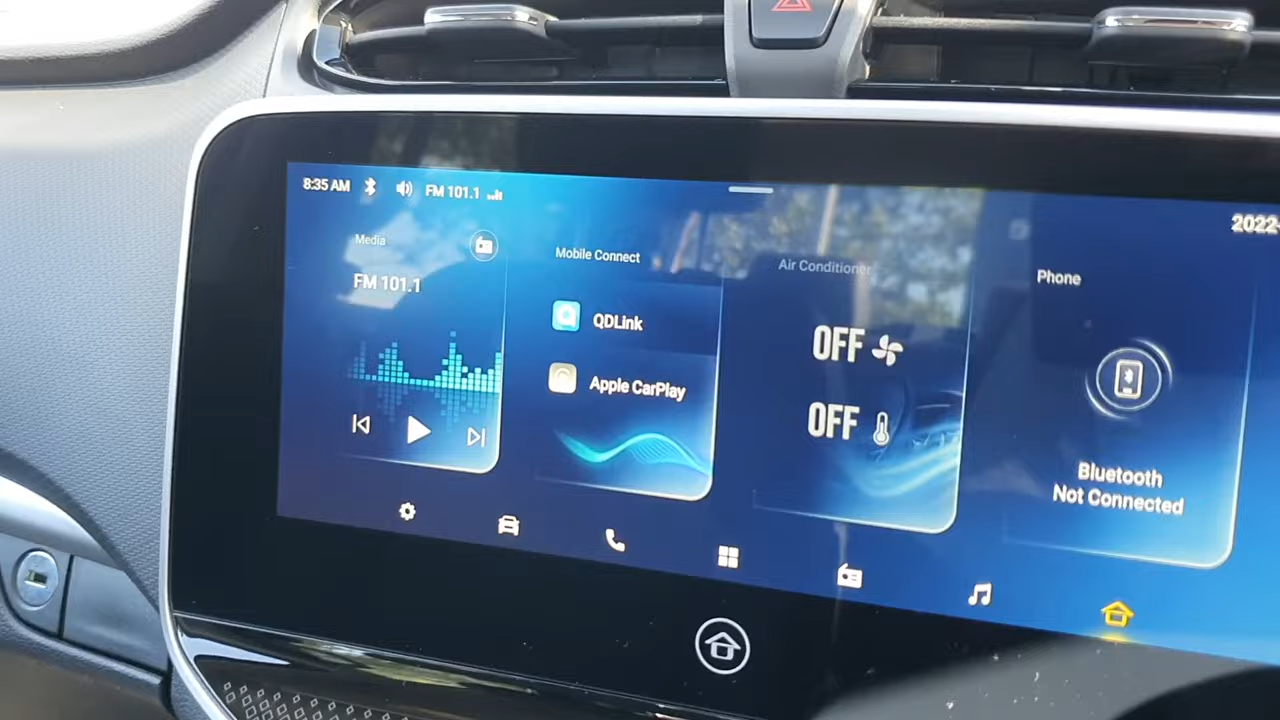 8:35 AM
FM 101.1
2022-
Media
FM 101.1
Mobile Connect
QDLink
Apple CarPlay
Air Conditioner
OFF
OFF
Phone
Bluetooth
Not Connected